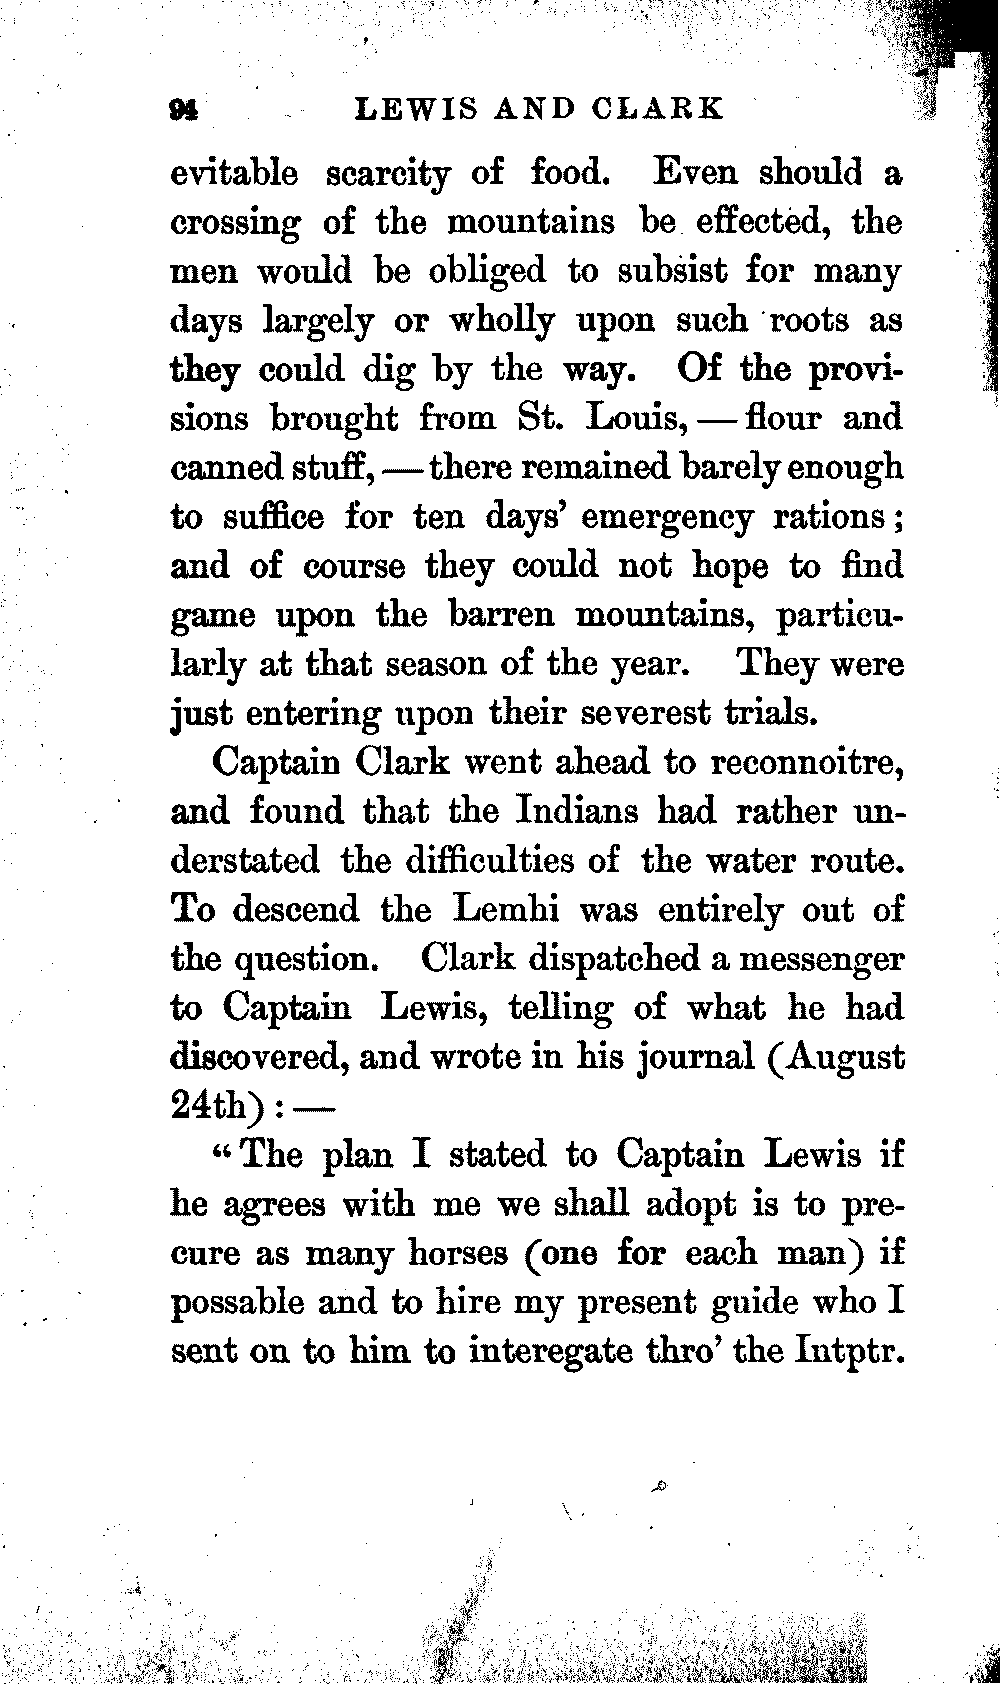 94 LEWIS AND CLARK
evitable scarcity of food. Even should a
crossing of the mountains be effected, the
men would be obliged to subsist for many
days largely or wholly upon such roots as
they could dig by the way. Of the provi-
sions brought from St. Louis, — flour and
canned stuff, — there remained barely enough
to suffice for ten days' emergency rations;
and of course they could not hope to find
game upon the barren mountains, particu-
larly at that season of the year. They were
just entering upon their severest trials.
Captain Clark went ahead to reconnoitre,
and found that the Indians had rather un-
derstated the difficulties of the water route.
To descend the Lemhi was entirely out of
the question. Clark dispatched a messenger
to Captain Lewis, telling of what he had
discovered, and wrote in his journal (August
24th): —
"The plan I stated to Captain Lewis if
he agrees with me we shall adopt is to pre-
cure as many horses (one for each man) if
possable and to hire my present guide who I
sent on to him to interegate thro' the Intptr.